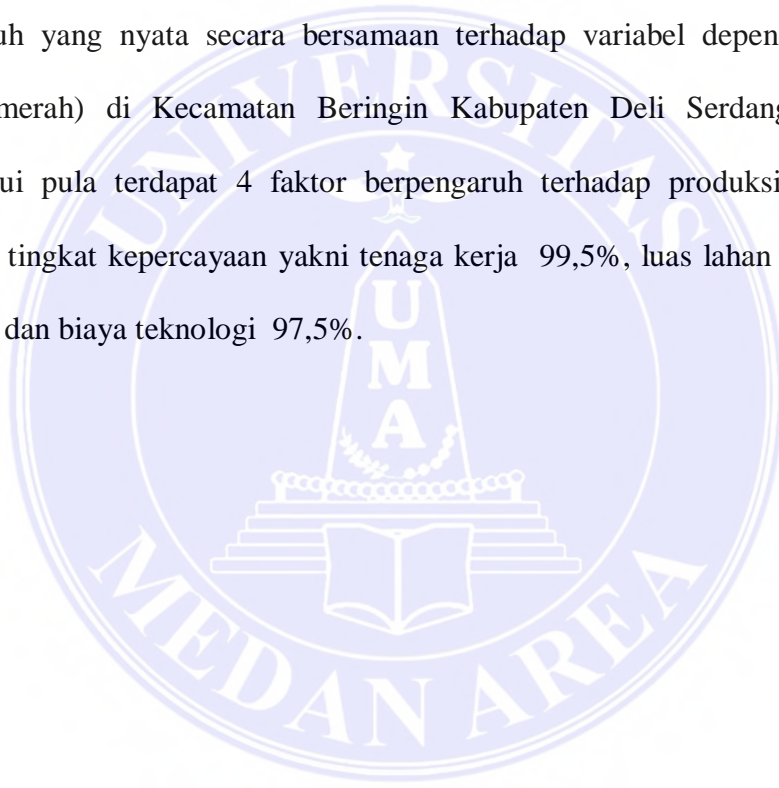 uh yang nyata secara bersamaan terhadap variabel depen
merah) di Kecamatan Beringin Kabupaten Deli Serdang
ui pula terdapat 4 faktor berpengaruh terhadap produksi
tingkat kepercayaan yakni tenaga kerja 99,5%, luas lahan
dan biaya teknologi 97,5%.
UNIVERSITAS
UMA
MEDAN AREA